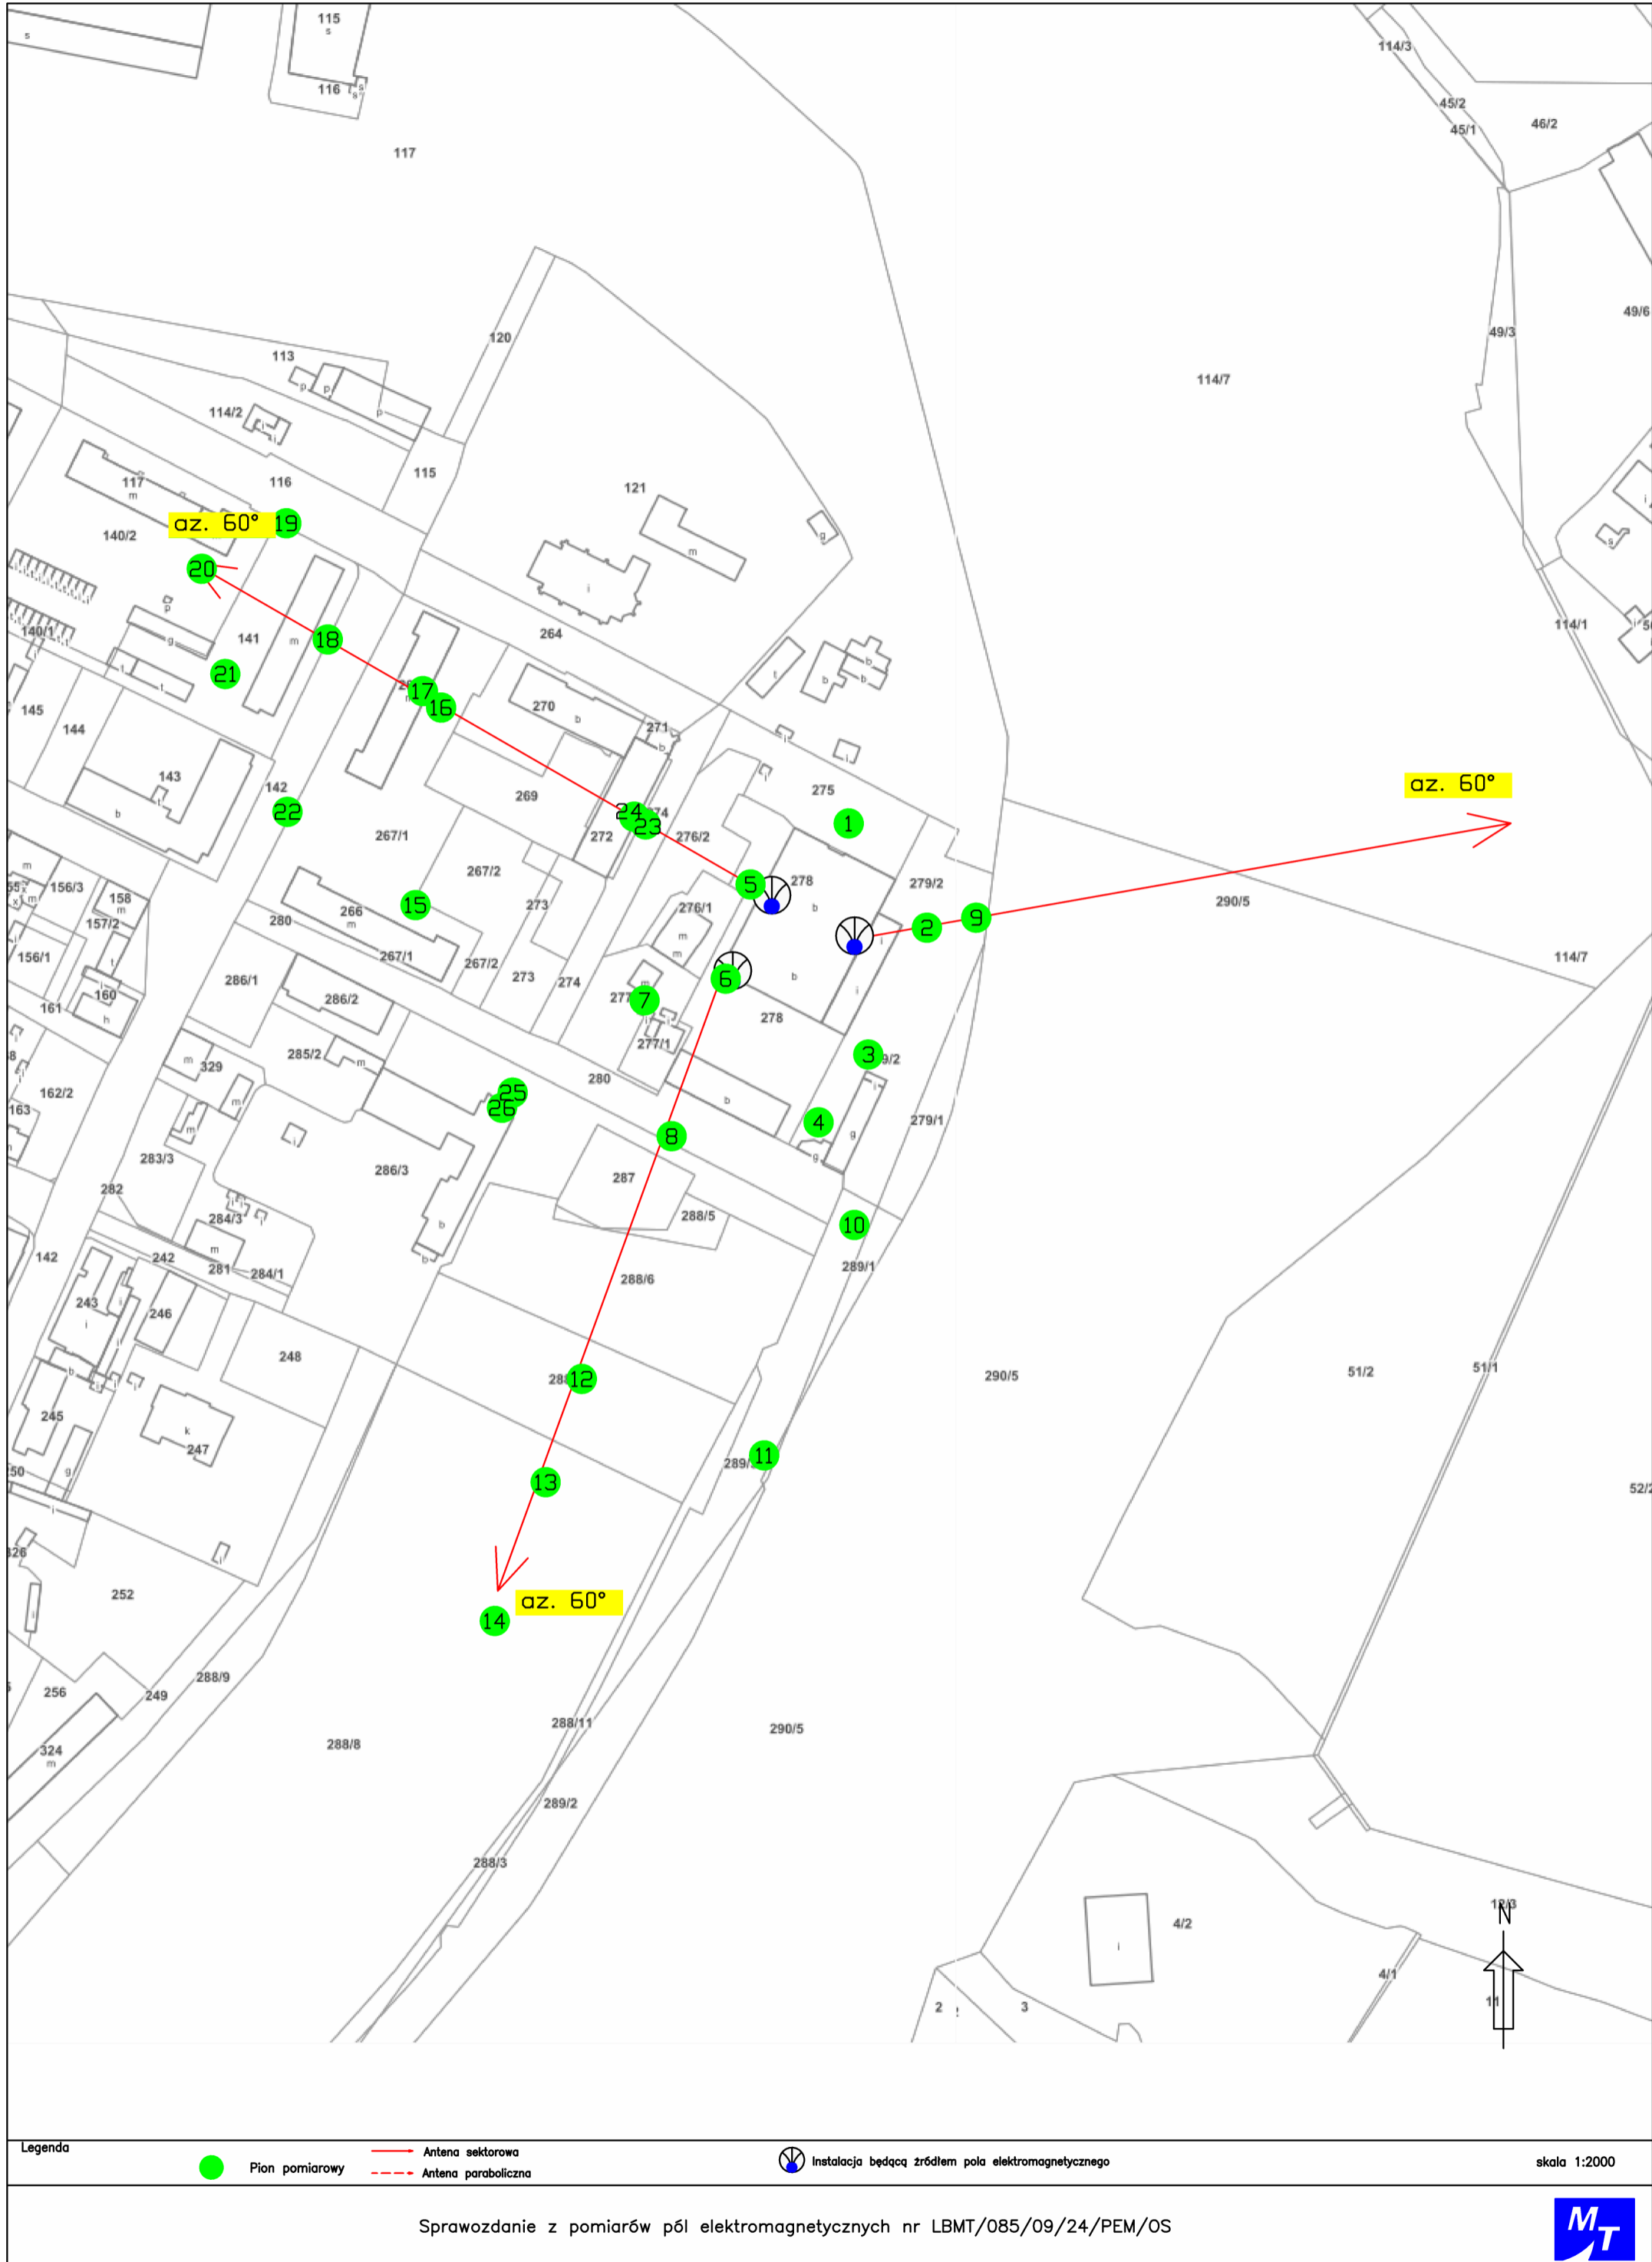 115
s
s
116
s
s
117
114/3
45/2
45/1
46/2
49/6
49/3
120
113
p
p
p
114/2
i
i
114/7
115
121
117
m
116
az. 60°
19
140/2
m
g
i
s
20
p
140/1
g
141
m
18
264
114/1
21
t
t
b
b
b
t
17
16
145
144
270
b
271
b
i
i
143
t
b
142
22
269
275
i
az. 60°
1
24
23
272
276/2
267/1
267/2
m
156/3
158
m
157/2
x
m
5
278
b
279/2
290/5
15
266
m
273
276/1
m
m
2
9
280
267/1
267/2
i
156/1
t
i
160
h
161
286/1
286/2
273
274
6
b
i
114/7
7
i
i
278
277/1
m
329
m
285/2
m
3
162/2
163
280
b
i
g
4
g
279/1
25
26
8
m
i
283/3
286/3
287
282
i
i
i
284/3
288/5
10
m
b
b
142
242
281
284/1
288/6
289/1
243
i
i
i
246
248
b
i
i
i
12
290/5
51/2
51/1
245
k
247
11
g
13
52/2
i
i
252
i
az. 60°
14
256
249
288/9
324
m
288/8
288/11
290/5
289/2
288/3
12/3
N
4/2
i
4/1
11
2
3
Legenda
Pion pomiarowy
Antena sektorowa
Antena paraboliczna
Instalacja będącą źródłem pola elektromagnetycznego
skala 1:2000
Sprawozdanie z pomiarów pól elektromagnetycznych nr LBMT/085/09/24/PEM/OS
MT